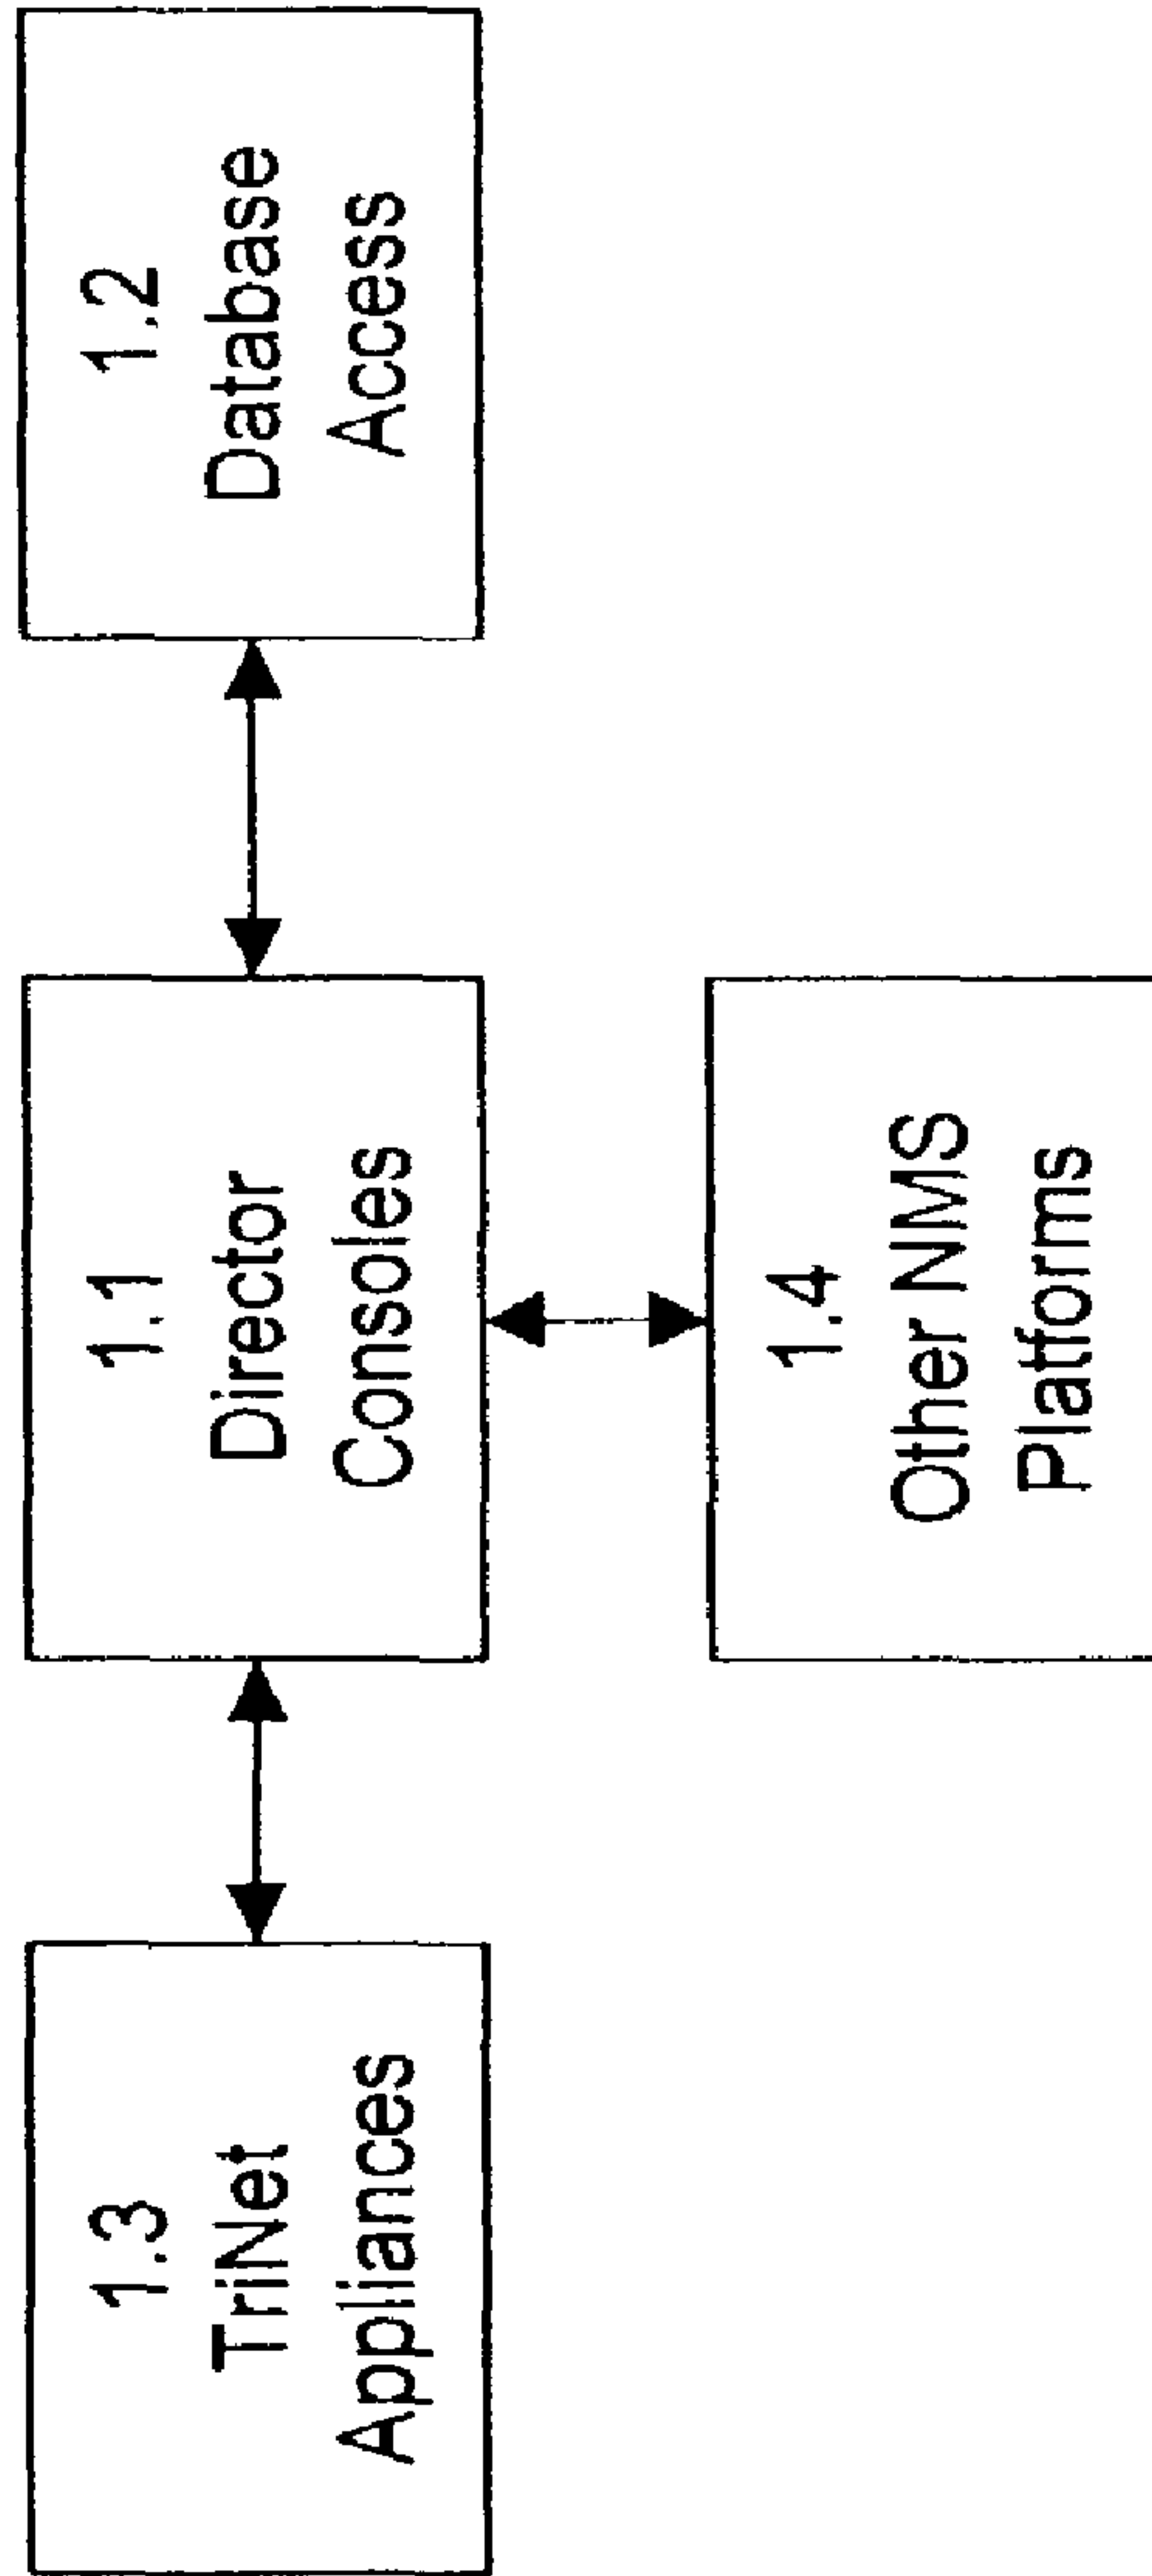 1.3
TriNet
Appliances
1.1
Director
Consoles
1.2
Database
Access
1.4
Other NMS
Platforms